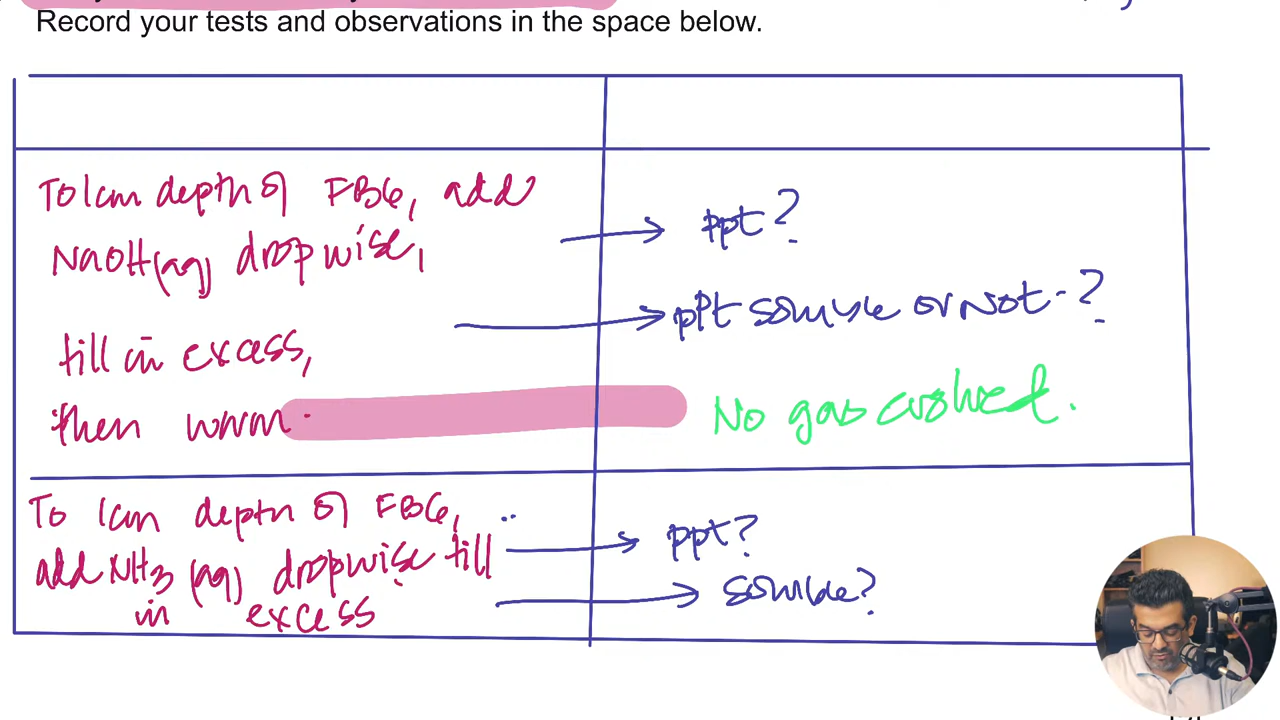 Record your tests and observations in the space below.
To 1cm depth of FB6, add
NaOH(aq) dropwise,
→ ppt?
till in excess,
→ ppt soluble or Not - ?
then warm.
No gas evolved.
To 1cm depth of FB6,
add NH3 (aq) dropwise till
in excess
→ ppt?
→ soluble?